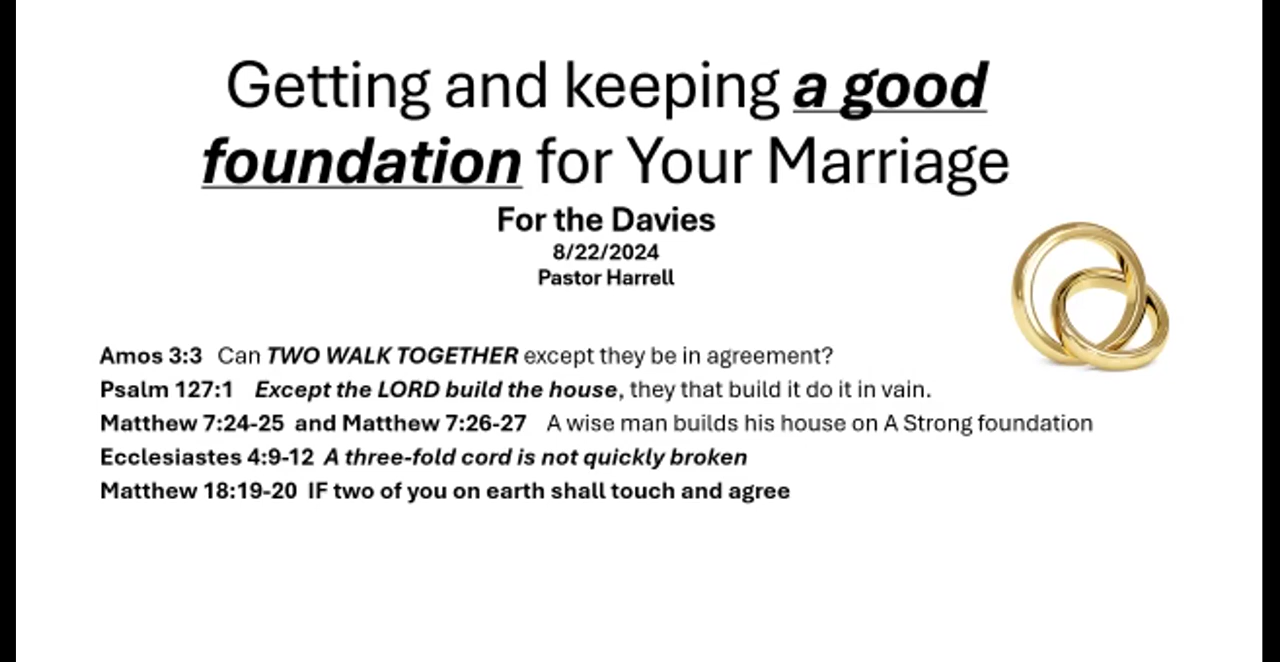 Getting and keeping a good
foundation for Your Marriage
For the Davies
8/22/2024
Pastor Harrell
Amos 3:3 Can TWO WALK TOGETHER except they be in agreement?
Psalm 127:1 Except the LORD build the house, they that build it do it in vain.
Matthew 7:24-25 and Matthew 7:26-27 A wise man builds his house on A Strong foundation
Ecclesiastes 4:9-12 A three-fold cord is not quickly broken
Matthew 18:19-20 IF two of you on earth shall touch and agree